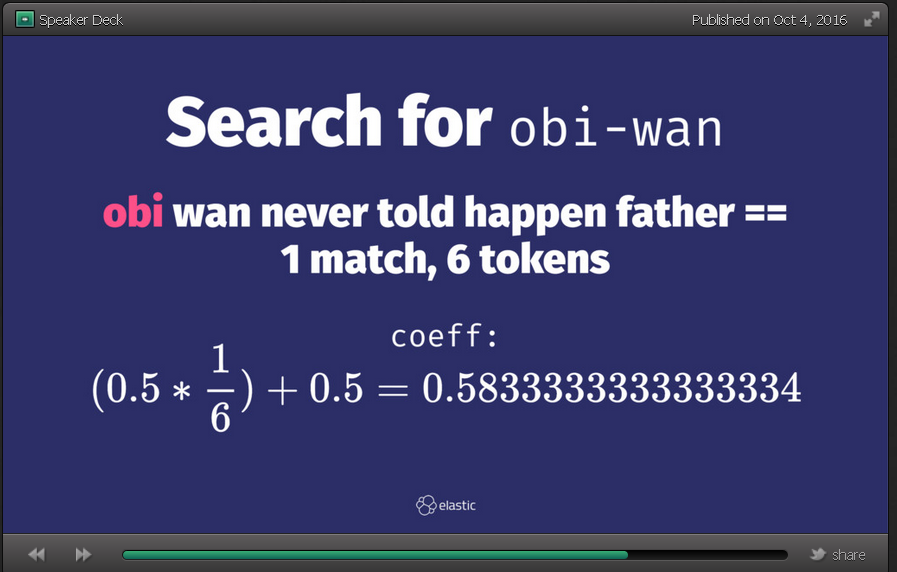 Speaker Deck
Published on Oct 4, 2016
Search for obi-wan
obi wan never told happen father ==
1 match, 6 tokens
coeff:
(0.5 * 1/6) + 0.5 = 0.5833333333333334
elastic
share